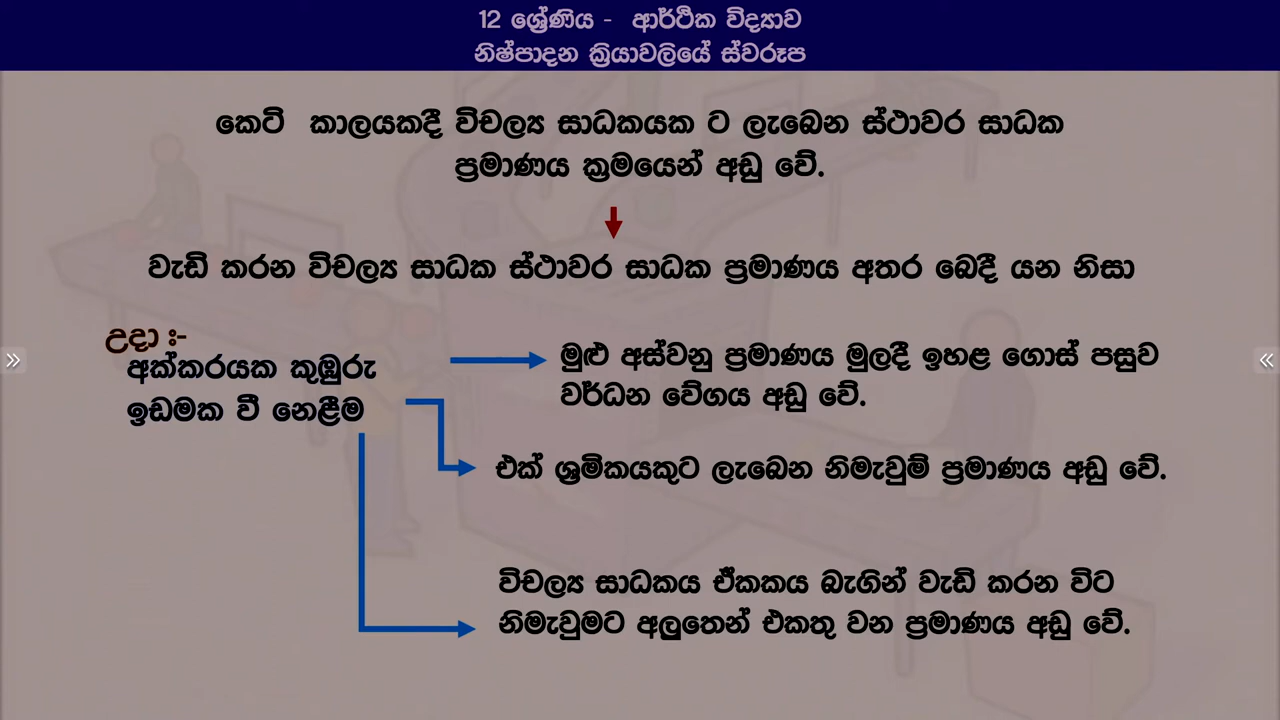 12 ශ්‍රේණිය -  ආර්ථික විද්‍යාව
නිෂ්පාදන ක්‍රියාවලියේ ස්වරූප
කෙටි  කාලයකදී විචල්‍ය සාධකයක ට ලැබෙන ස්ථාවර සාධක
ප්‍රමාණය ක්‍රමයෙන් අඩු වේ.
වැඩි කරන විචල්‍ය සාධක ස්ථාවර සාධක ප්‍රමාණය අතර බෙදී යන නිසා
උදා :-
අක්කරයක කුඹුරු
ඉඩමක වී නෙළීම
මුළු අස්වනු ප්‍රමාණය මුලදී ඉහළ ගොස් පසුව
වර්ධන වේගය අඩු වේ.
එක් ශ්‍රමිකයකුට ලැබෙන නිමැවුම් ප්‍රමාණය අඩු වේ.
විචල්‍ය සාධකය ඒකකය බැගින් වැඩි කරන විට
නිමැවුමට අලුතෙන් එකතු වන ප්‍රමාණය අඩු වේ.